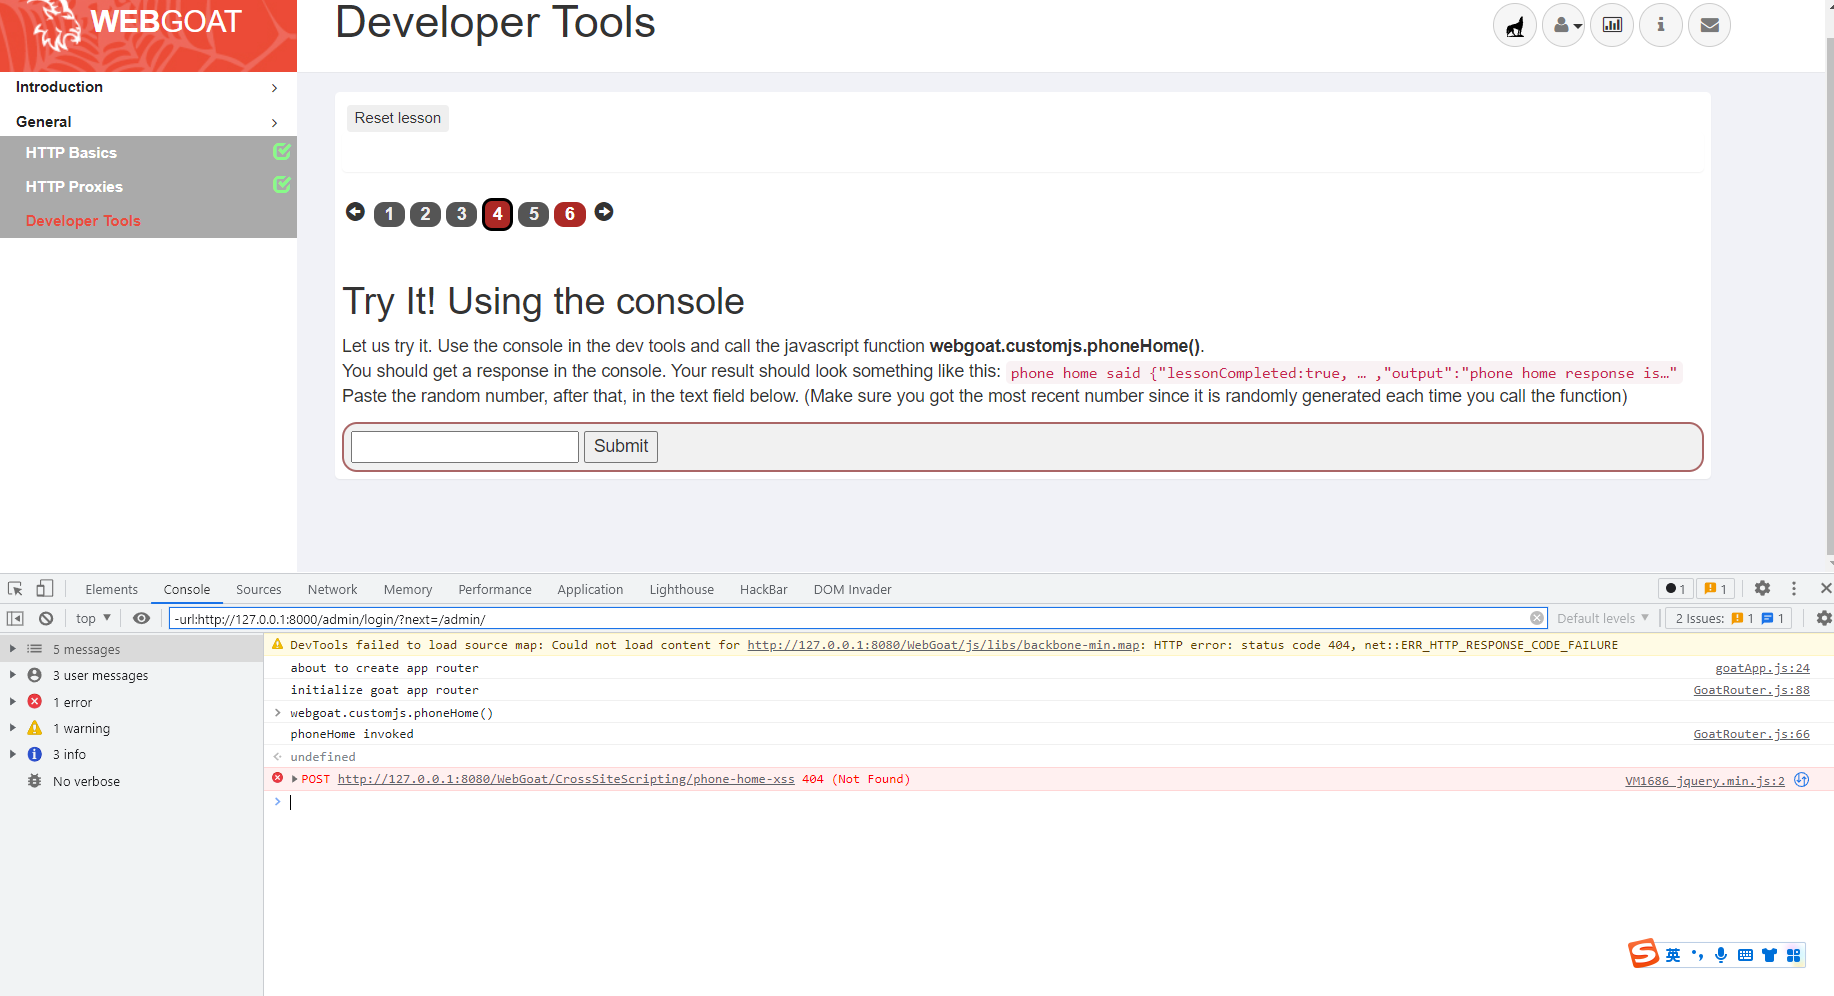 WEBGOAT
Developer Tools
Introduction
General
HTTP Basics
HTTP Proxies
Developer Tools
Reset lesson
1 2 3 4 5 6
Try It! Using the console
Let us try it. Use the console in the dev tools and call the javascript function webgoat.customjs.phoneHome().
You should get a response in the console. Your result should look something like this: phone home said {"lessonCompleted:true, … ,"output":"phone home response is…"
Paste the random number, after that, in the text field below. (Make sure you got the most recent number since it is randomly generated each time you call the function)
Submit
Elements Console Sources Network Memory Performance Application Lighthouse HackBar DOM Invader 1 1
top -url:http://127.0.0.1:8000/admin/login/?next=/admin/ Default levels 2 Issues: 1 1
5 messages
3 user messages
1 error
1 warning
3 info
No verbose
DevTools failed to load source map: Could not load content for http://127.0.0.1:8080/WebGoat/js/libs/backbone-min.map: HTTP error: status code 404, net::ERR_HTTP_RESPONSE_CODE_FAILURE
about to create app router goatApp.js:24
initialize goat app router GoatRouter.js:88
webgoat.customjs.phoneHome()
phoneHome invoked GoatRouter.js:66
undefined
POST http://127.0.0.1:8080/WebGoat/CrossSiteScripting/phone-home-xss 404 (Not Found) VM1686 jquery.min.js:2
S 英